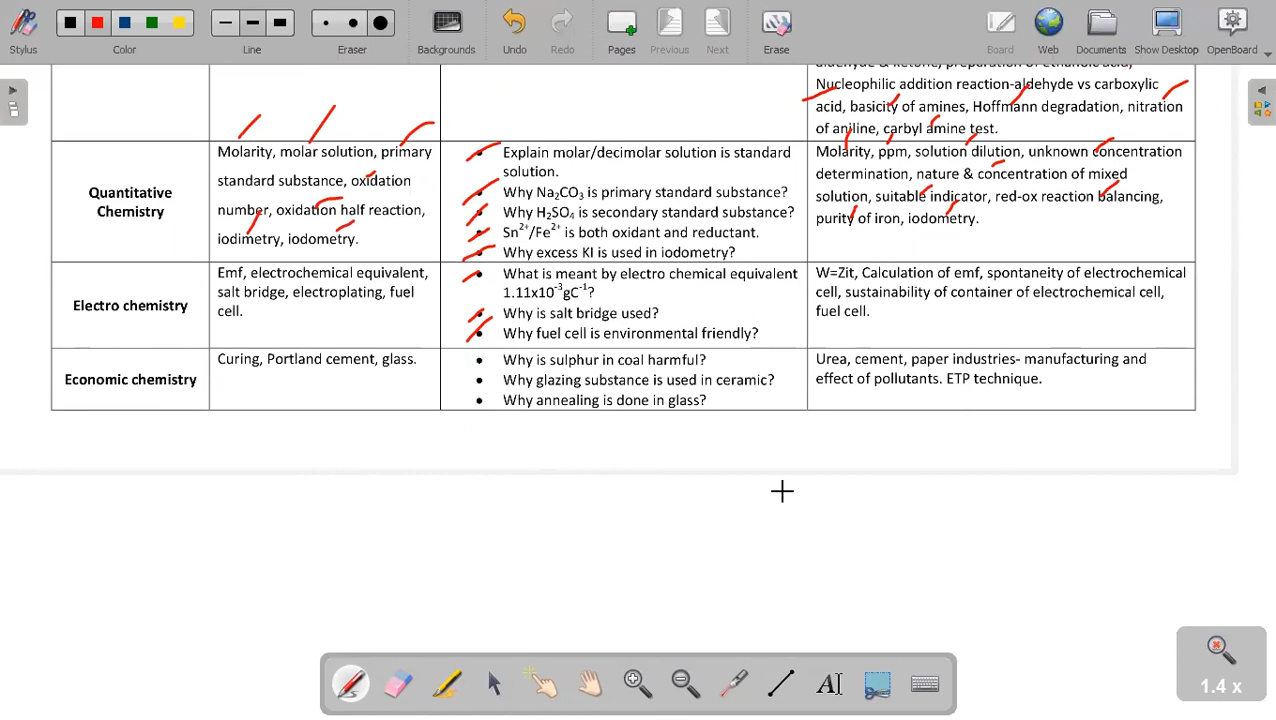 Stylus
Color
Line
Eraser
Backgrounds
Undo
Redo
Pages
Previous
Next
Erase
Board
Web
Documents
Show Desktop
OpenBoard
aldehyde & ketone, preparation of ethanoic acid,
Nucleophilic addition reaction-aldehyde vs carboxylic
acid, basicity of amines, Hoffmann degradation, nitration
of aniline, carbyl amine test.
Quantitative
Chemistry
Molarity, molar solution, primary
standard substance, oxidation
number, oxidation half reaction,
iodimetry, iodometry.
• Explain molar/decimolar solution is standard
solution.
• Why Na₂CO₃ is primary standard substance?
• Why H₂SO₄ is secondary standard substance?
• Sn²⁺/Fe²⁺ is both oxidant and reductant.
• Why excess KI is used in iodometry?
Molarity, ppm, solution dilution, unknown concentration
determination, nature & concentration of mixed
solution, suitable indicator, red-ox reaction balancing,
purity of iron, iodometry.
Electro chemistry
Emf, electrochemical equivalent,
salt bridge, electroplating, fuel
cell.
• What is meant by electro chemical equivalent
1.11x10⁻³gC⁻¹?
• Why is salt bridge used?
• Why fuel cell is environmental friendly?
W=Zit, Calculation of emf, spontaneity of electrochemical
cell, sustainability of container of electrochemical cell,
fuel cell.
Economic chemistry
Curing, Portland cement, glass.
• Why is sulphur in coal harmful?
• Why glazing substance is used in ceramic?
• Why annealing is done in glass?
Urea, cement, paper industries- manufacturing and
effect of pollutants. ETP technique.
1.4 x